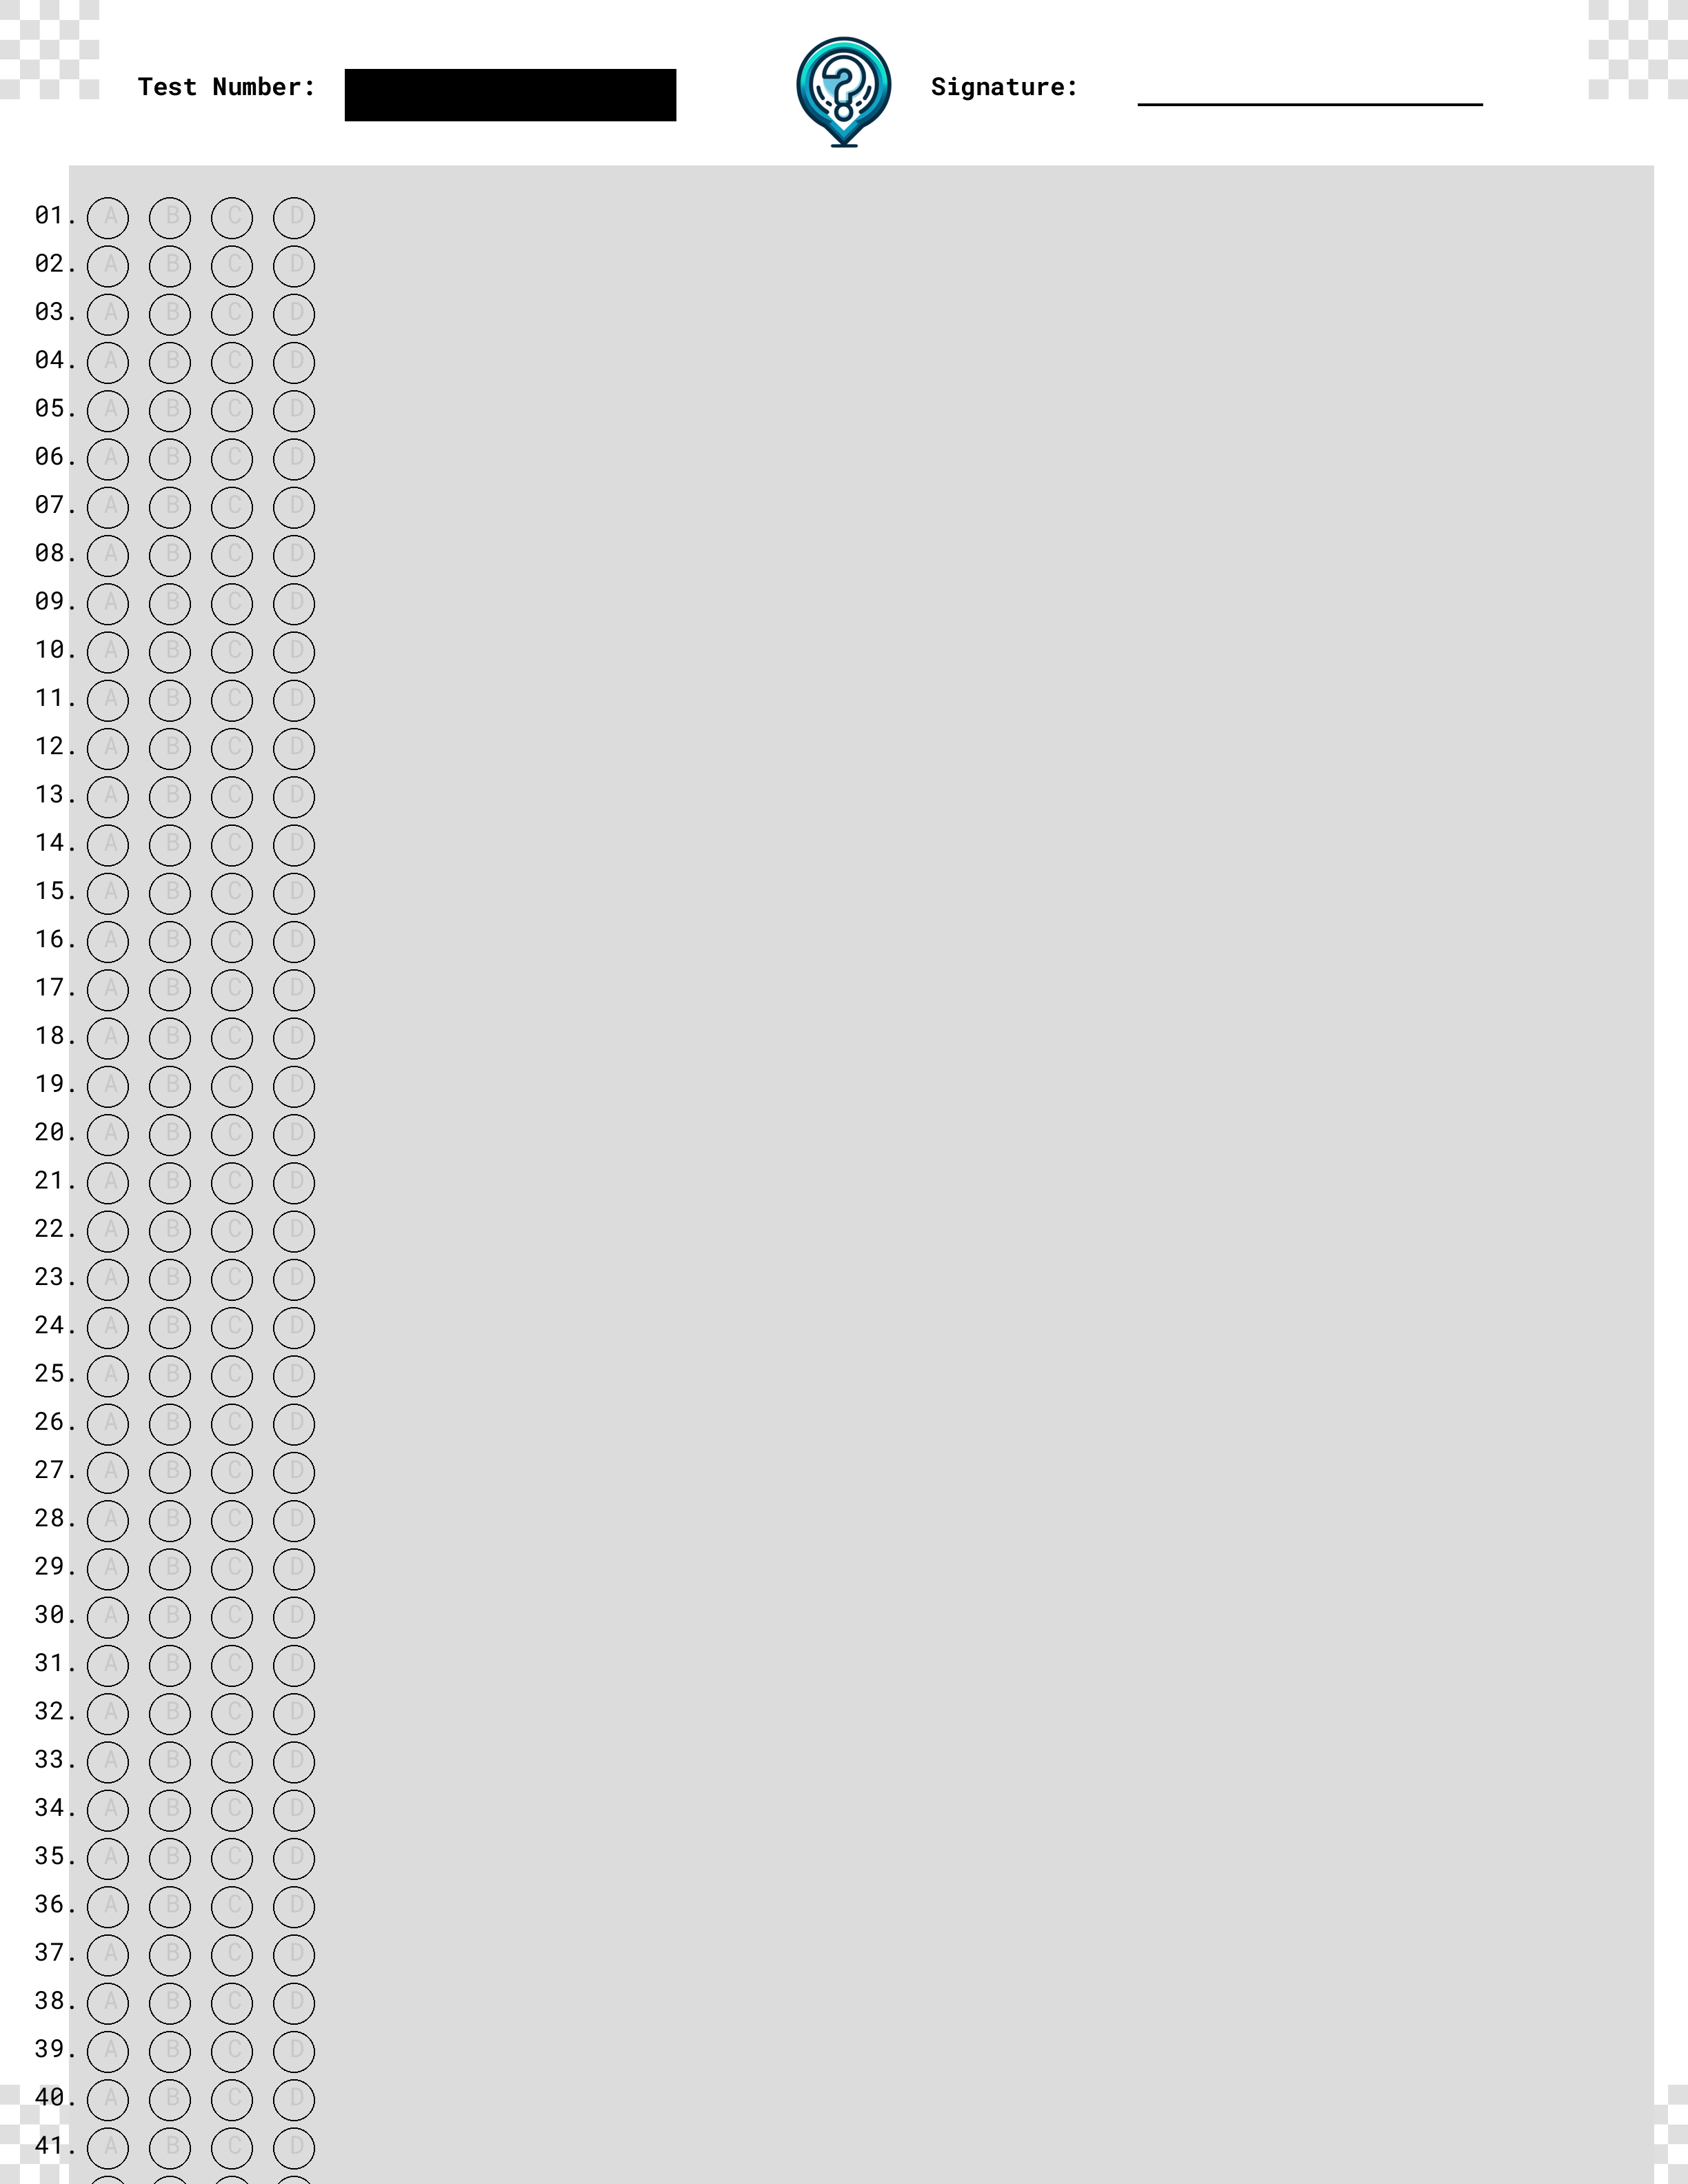 Test Number: Signature:
01. A B C D
02. A B C D
03. A B C D
04. A B C D
05. A B C D
06. A B C D
07. A B C D
08. A B C D
09. A B C D
10. A B C D
11. A B C D
12. A B C D
13. A B C D
14. A B C D
15. A B C D
16. A B C D
17. A B C D
18. A B C D
19. A B C D
20. A B C D
21. A B C D
22. A B C D
23. A B C D
24. A B C D
25. A B C D
26. A B C D
27. A B C D
28. A B C D
29. A B C D
30. A B C D
31. A B C D
32. A B C D
33. A B C D
34. A B C D
35. A B C D
36. A B C D
37. A B C D
38. A B C D
39. A B C D
40. A B C D
41. A B C D